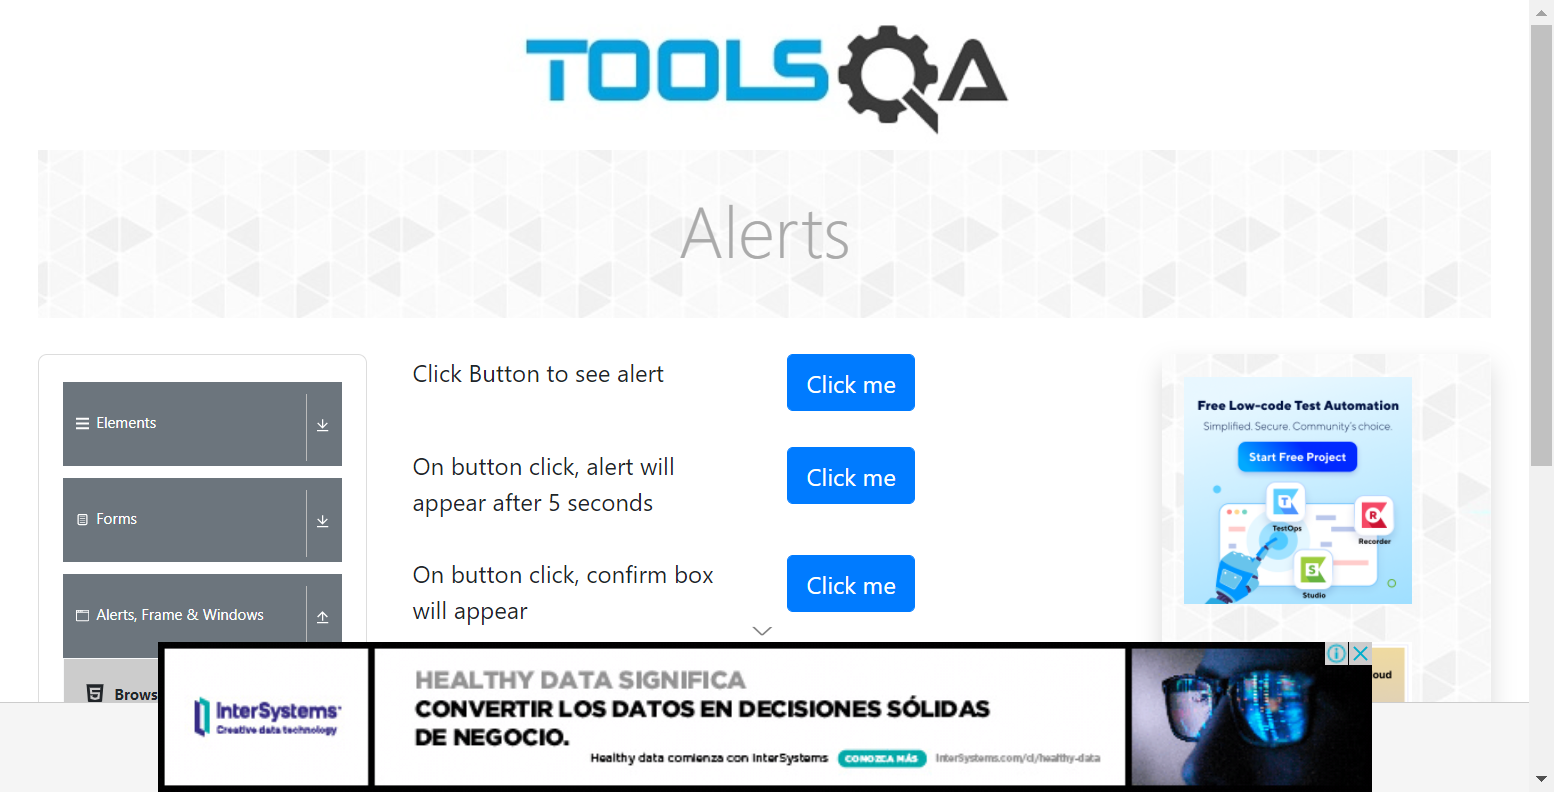 TOOLSQA
Alerts
Elements
Forms
Alerts, Frame & Windows
Brows
Click Button to see alert
Click me
On button click, alert will
appear after 5 seconds
Click me
On button click, confirm box
will appear
Click me
Free Low-code Test Automation
Simplified. Secure. Community's choice.
Start Free Project
TestOps
Recorder
Studio
oud
InterSystems
Creative data technology
HEALTHY DATA SIGNIFICA
CONVERTIR LOS DATOS EN DECISIONES SÓLIDAS
DE NEGOCIO.
Healthy data comienza con InterSystems
CONOZCA MÁS
InterSystems.com/cl/healthy-data